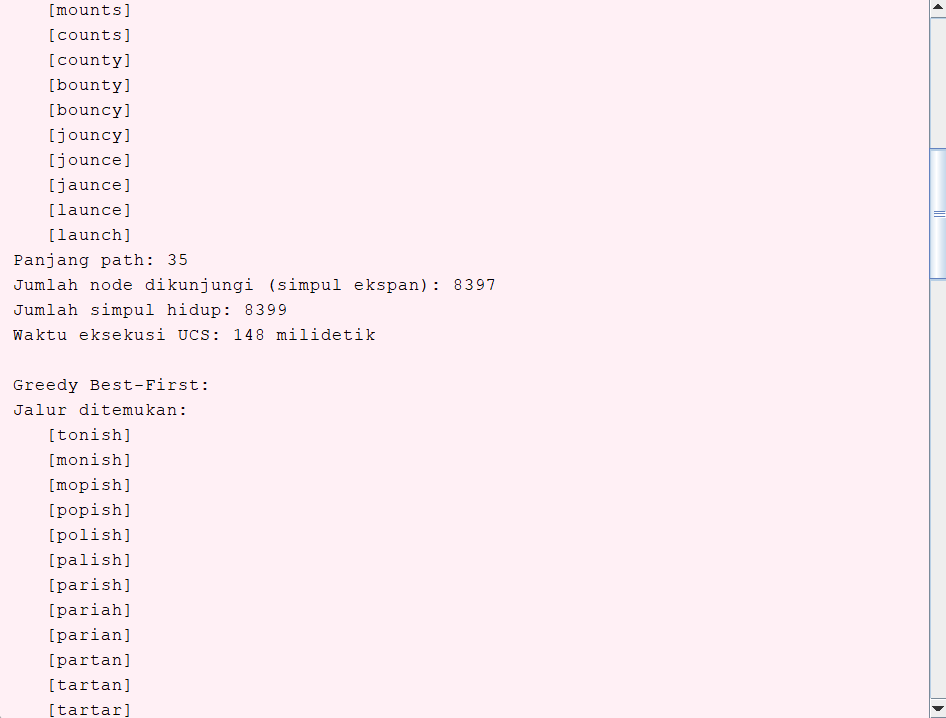 [mounts]
[counts]
[county]
[bounty]
[bouncy]
[jouncy]
[jounce]
[jaunce]
[launce]
[launch]
Panjang path: 35
Jumlah node dikunjungi (simpul ekspan): 8397
Jumlah simpul hidup: 8399
Waktu eksekusi UCS: 148 milidetik
Greedy Best-First:
Jalur ditemukan:
[tonish]
[monish]
[mopish]
[popish]
[polish]
[palish]
[parish]
[pariah]
[parian]
[partan]
[tartan]
[tartar]